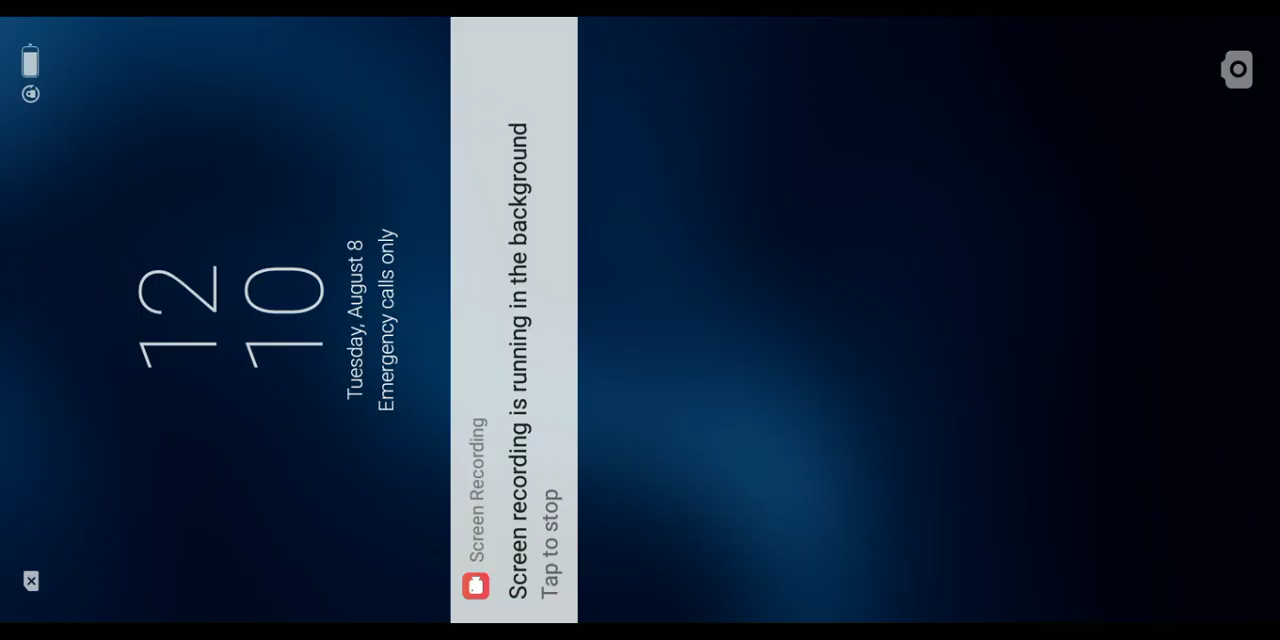 12
10
Tuesday, August 8
Emergency calls only
Screen Recording
Screen recording is running in the background
Tap to stop